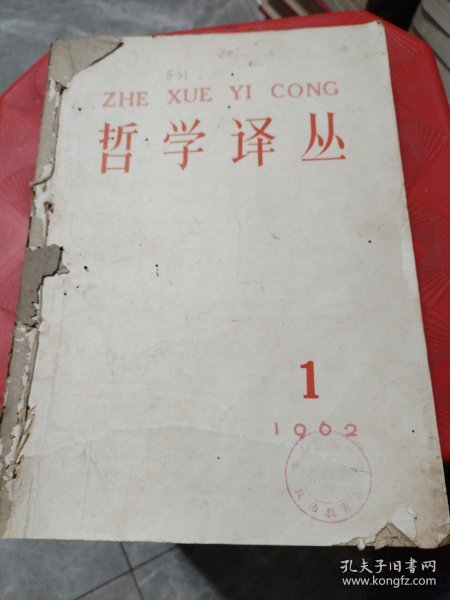 ZHE XUE YI CONG
哲学译丛
1
1962
孔夫子旧书网
www.kongfz.com